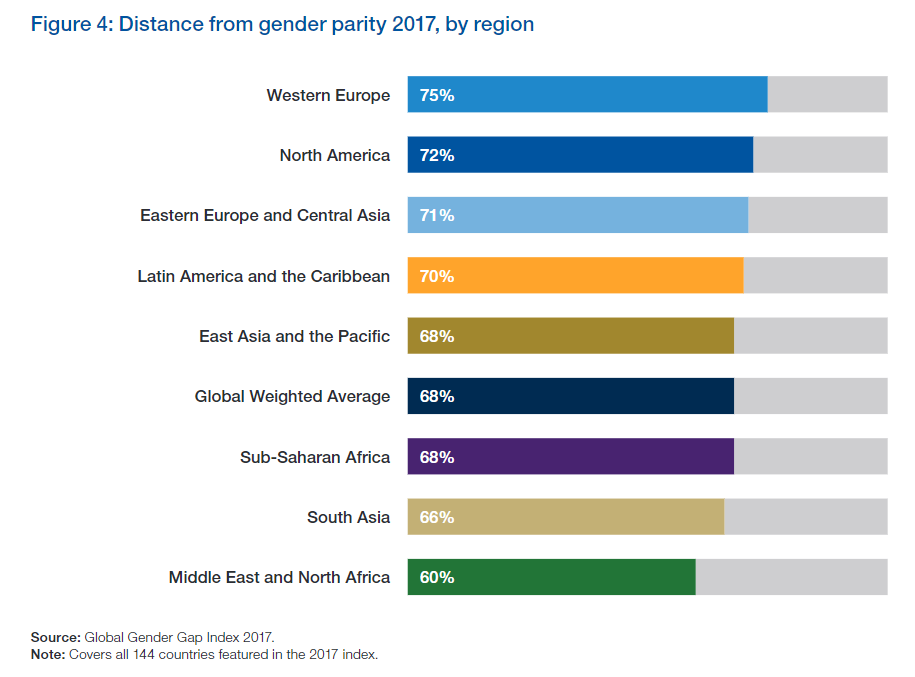 Figure 4: Distance from gender parity 2017, by region
Western Europe 75%
North America 72%
Eastern Europe and Central Asia 71%
Latin America and the Caribbean 70%
East Asia and the Pacific 68%
Global Weighted Average 68%
Sub-Saharan Africa 68%
South Asia 66%
Middle East and North Africa 60%
Source: Global Gender Gap Index 2017.
Note: Covers all 144 countries featured in the 2017 index.